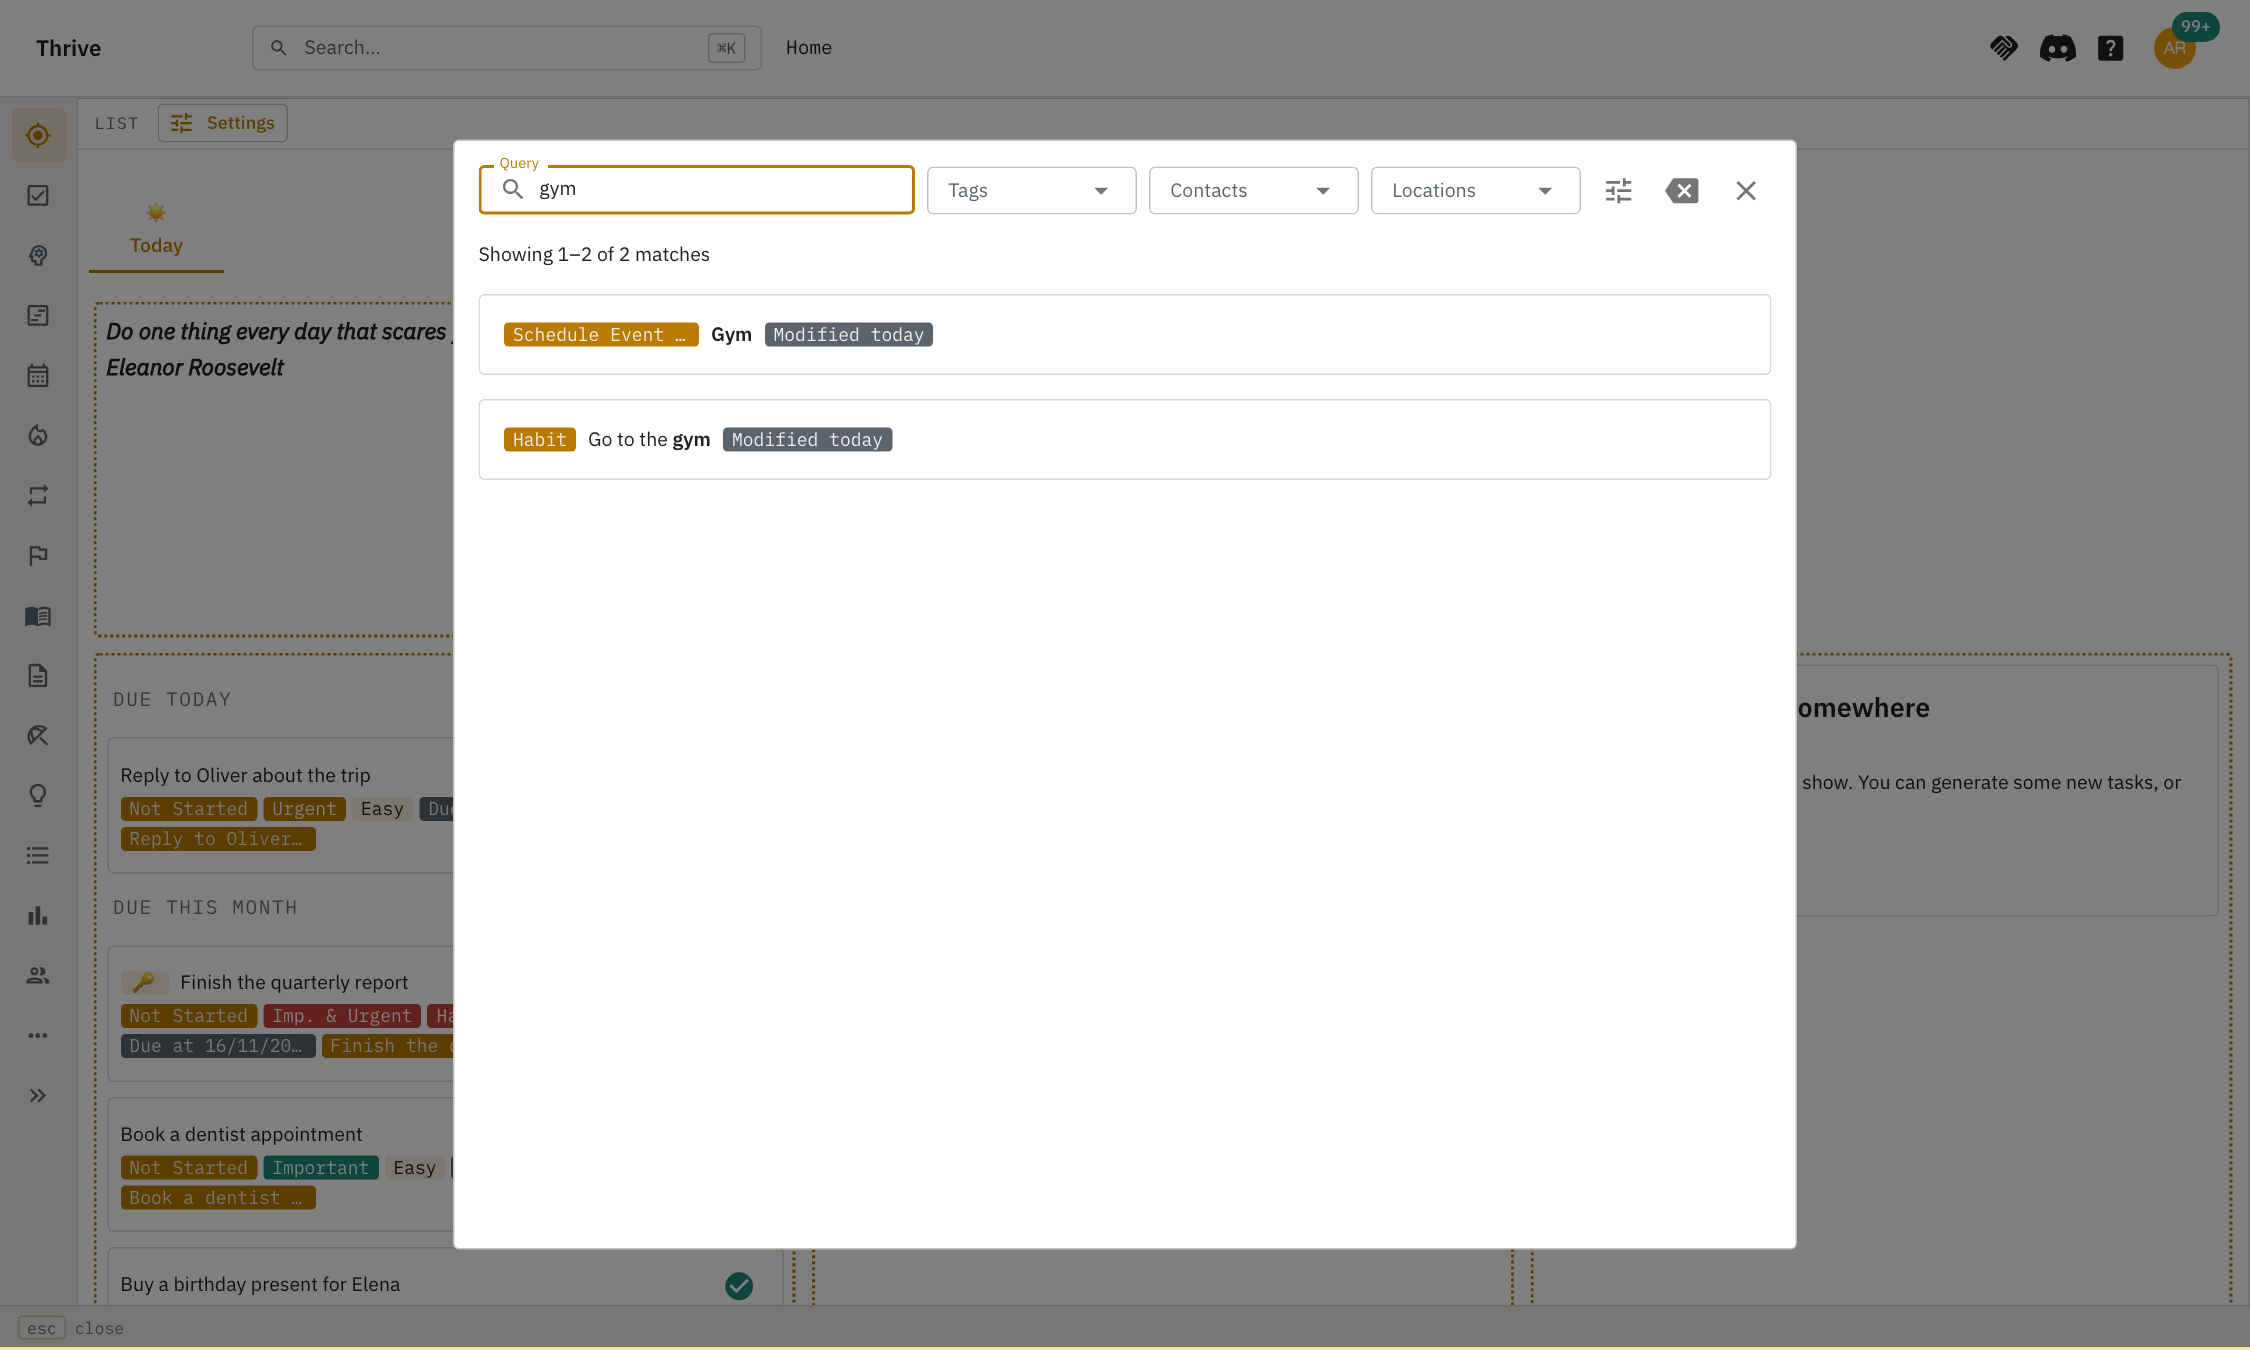 Thrive
Search...
⌘K
Home
99+
AR
LIST
Settings
Today
Do one thing every day that scares
Eleanor Roosevelt
Query
gym
Tags
Contacts
Locations
Showing 1–2 of 2 matches
Schedule Event … Gym Modified today
Habit Go to the gym Modified today
DUE TODAY
Reply to Oliver about the trip
Not Started Urgent Easy
Reply to Oliver…
DUE THIS MONTH
Finish the quarterly report
Not Started Imp. & Urgent
Due at 16/11/20… Finish the
Book a dentist appointment
Not Started Important Easy
Book a dentist …
Buy a birthday present for Elena
omewhere
show. You can generate some new tasks, or
esc close